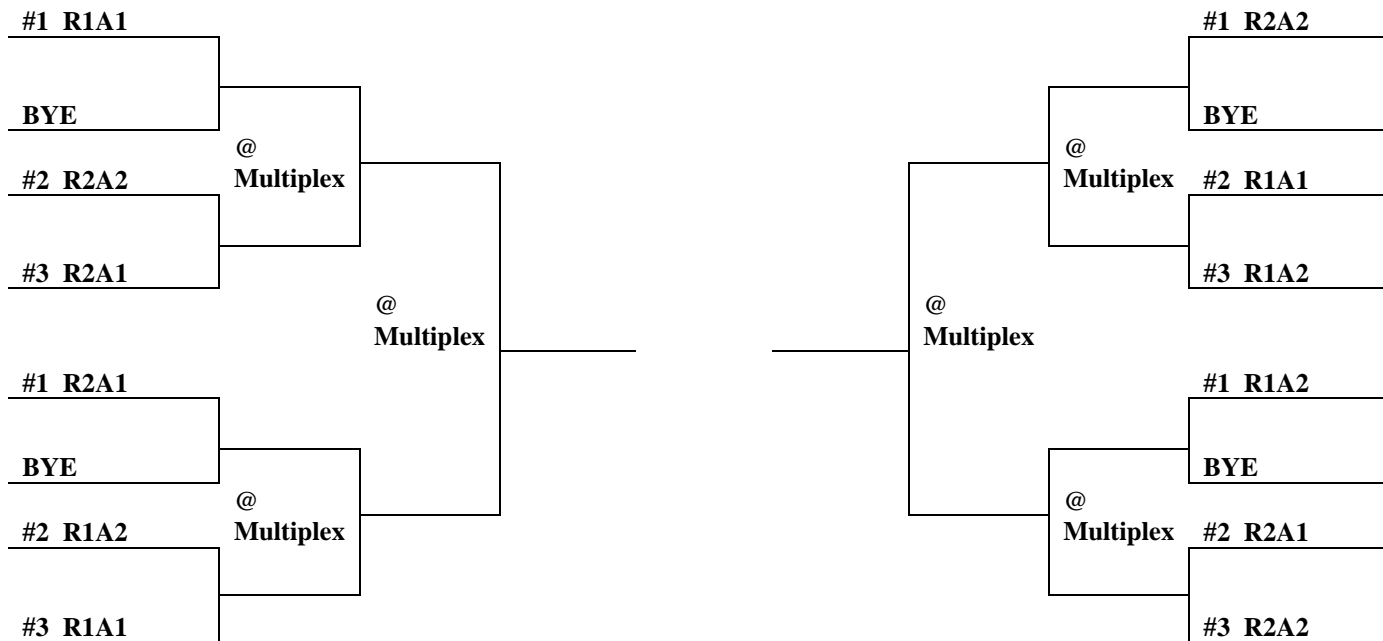 #1 R1A1
BYE
@
Multiplex
#2 R2A2
#3 R2A1
@
Multiplex
#1 R2A1
BYE
@
Multiplex
#2 R1A2
#3 R1A1
#1 R2A2
BYE
@
Multiplex
#2 R1A1
#3 R1A2
@
Multiplex
#1 R1A2
BYE
@
Multiplex
#2 R2A1
#3 R2A2